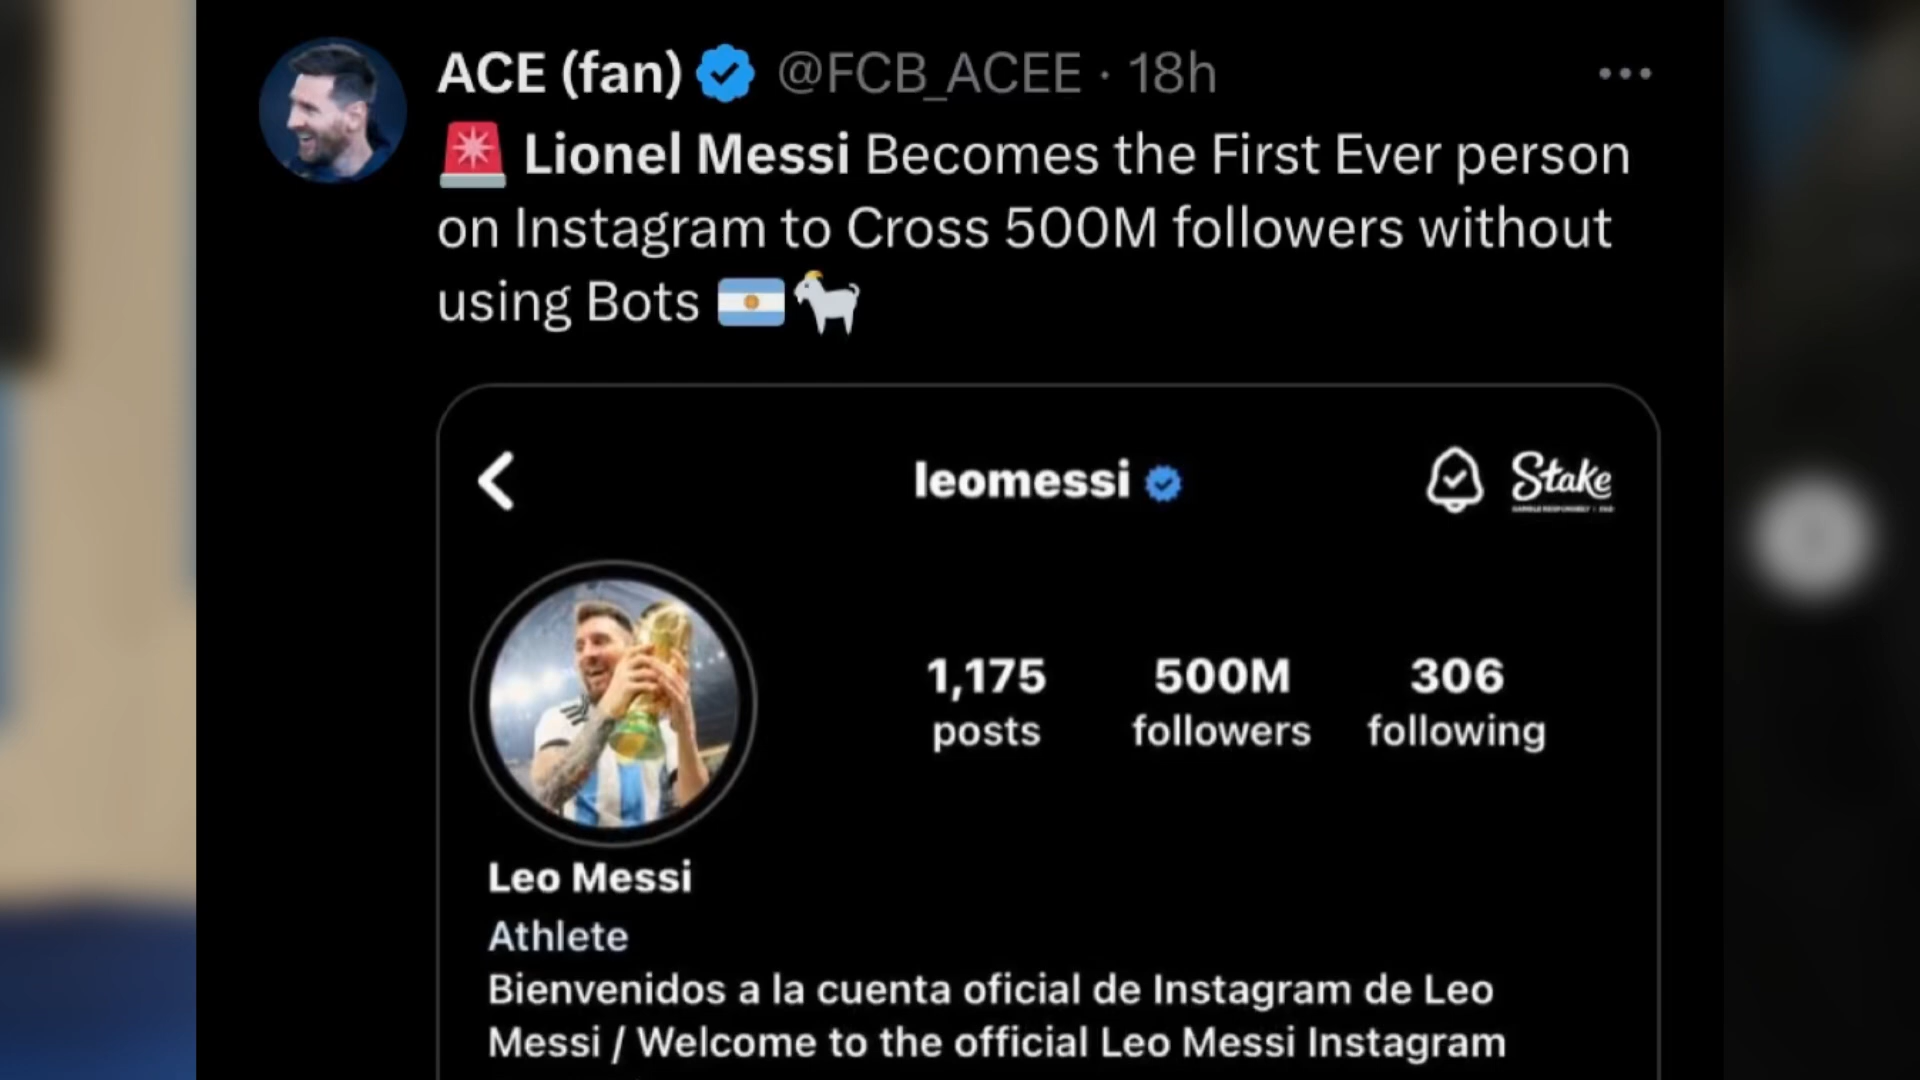 ACE (fan) @FCB_ACEE · 18h
Lionel Messi Becomes the First Ever person
on Instagram to Cross 500M followers without
using Bots
leomessi
Stake
1,175 500M 306
posts followers following
Leo Messi
Athlete
Bienvenidos a la cuenta oficial de Instagram de Leo
Messi / Welcome to the official Leo Messi Instagram